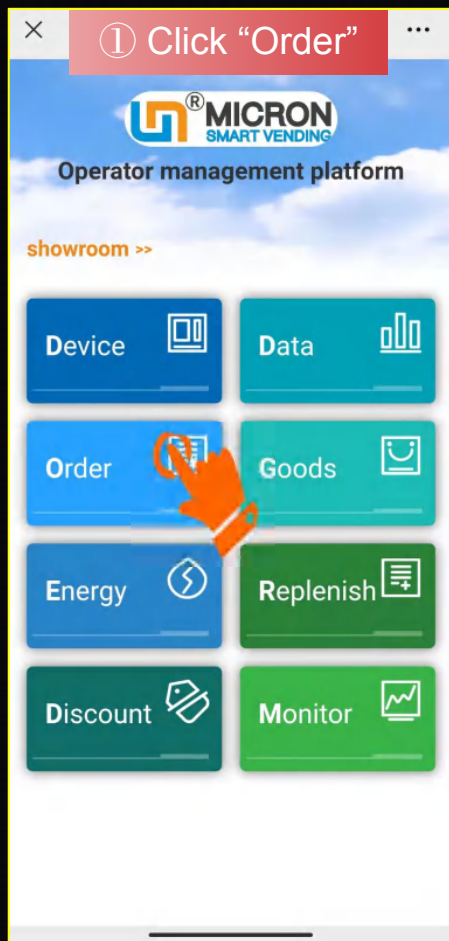 ① Click “Order”
®
MICRON
SMART VENDING
Operator management platform
showroom >>
Device
Data
Order
Goods
Energy
Replenish
Discount
Monitor